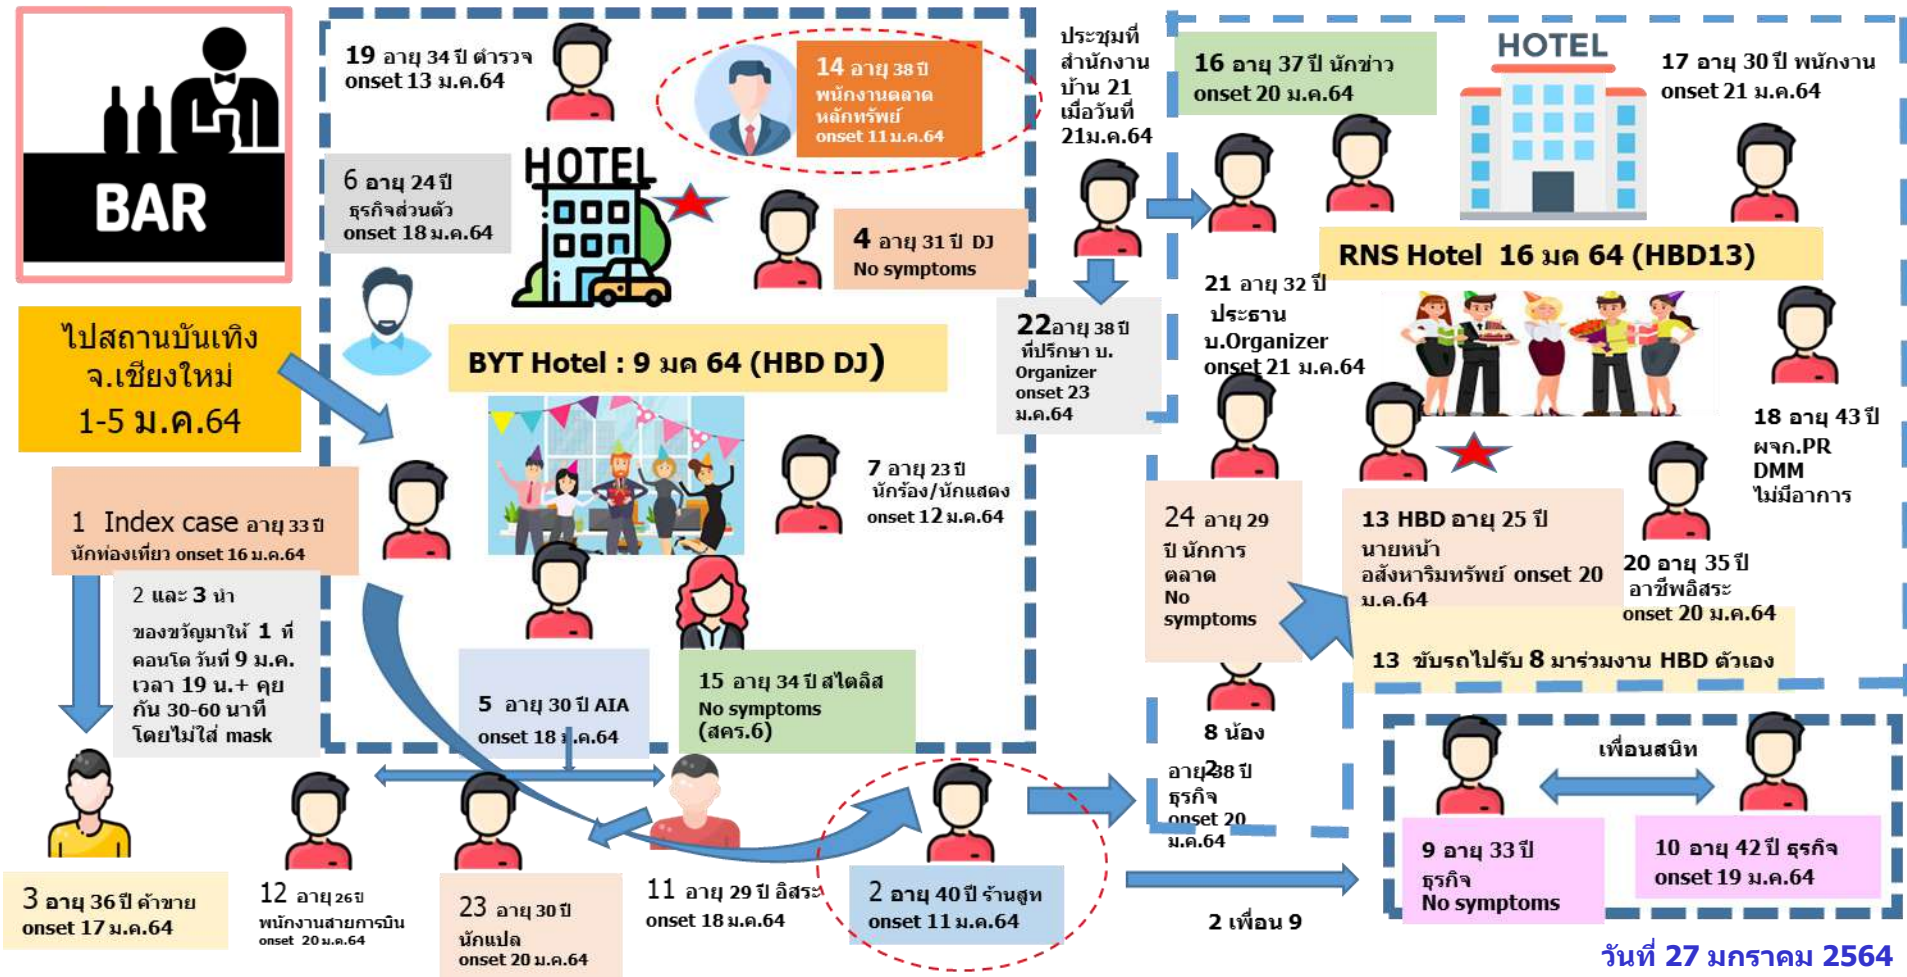 BAR
ไปสถานบันเทิง
จ.เชียงใหม่
1-5 ม.ค.64
1 Index case อายุ 33 ปี
นักท่องเที่ยว onset 16 ม.ค.64
2 และ 3 นำ
ของขวัญมาให้ 1 ที่
คอนโด วันที่ 9 ม.ค.
เวลา 19 น.+ คุย
กัน 30-60 นาที
โดยไม่ใส่ mask
3 อายุ 36 ปี ค้าขาย
onset 17 ม.ค.64
19 อายุ 34 ปี ตำรวจ
onset 13 ม.ค.64
14 อายุ 38 ปี
พนักงานตลาด
หลักทรัพย์
onset 11 ม.ค.64
6 อายุ 24 ปี
ธุรกิจส่วนตัว
onset 18 ม.ค.64
HOTEL
4 อายุ 31 ปี DJ
No symptoms
BYT Hotel : 9 มค 64 (HBD DJ)
7 อายุ 23 ปี
นักร้อง/นักแสดง
onset 12 ม.ค.64
5 อายุ 30 ปี AIA
onset 18 ม.ค.64
15 อายุ 34 ปี สไตลิส
No symptoms
(สคร.6)
12 อายุ 26 ปี
พนักงานสายการบิน
onset 20 ม.ค.64
23 อายุ 30 ปี
นักแปล
onset 20 ม.ค.64
11 อายุ 29 ปี อิสระ
onset 18 ม.ค.64
2 อายุ 40 ปี ร้านสูท
onset 11 ม.ค.64
ประชุมที่
สำนักงาน
บ้าน 21
เมื่อวันที่
21ม.ค.64
22อายุ 38 ปี
ที่ปรึกษา บ.
Organizer
onset 23
ม.ค.64
16 อายุ 37 ปี นักข่าว
onset 20 ม.ค.64
HOTEL
17 อายุ 30 ปี พนักงาน
onset 21 ม.ค.64
RNS Hotel 16 มค 64 (HBD13)
21 อายุ 32 ปี
ประธาน
บ.Organizer
onset 21 ม.ค.64
18 อายุ 43 ปี
ผจก.PR
DMM
ไม่มีอาการ
24 อายุ 29
ปี นักการ
ตลาด
No
symptoms
13 HBD อายุ 25 ปี
นายหน้า
อสังหาริมทรัพย์ onset 20
ม.ค.64
20 อายุ 35 ปี
อาชีพอิสระ
onset 20 ม.ค.64
13 ขับรถไปรับ 8 มาร่วมงาน HBD ตัวเอง
8 น้อง
2
อายุ 38 ปี
ธุรกิจ
onset 20
ม.ค.64
2 เพื่อน 9
เพื่อนสนิท
9 อายุ 33 ปี
ธุรกิจ
No symptoms
10 อายุ 42 ปี ธุรกิจ
onset 19 ม.ค.64
วันที่ 27 มกราคม 2564